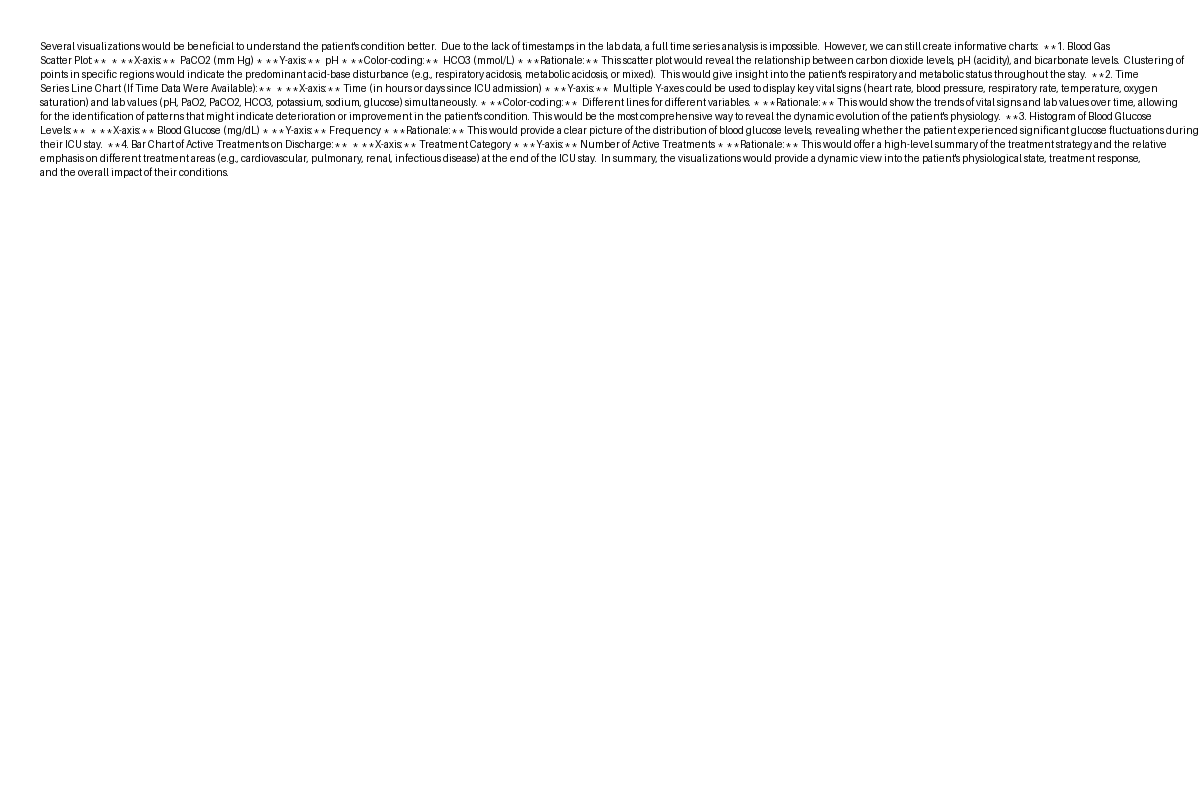 Several visualizations would be beneficial to understand the patient's condition better.  Due to the lack of timestamps in the lab data, a full time series analysis is impossible.  However, we can still create informative charts:  **1. Blood Gas
Scatter Plot:**  * **X-axis:**  PaCO2 (mm Hg) * **Y-axis:**  pH * **Color-coding:**  HCO3 (mmol/L) * **Rationale:** This scatter plot would reveal the relationship between carbon dioxide levels, pH (acidity), and bicarbonate levels.  Clustering of
points in specific regions would indicate the predominant acid-base disturbance (e.g., respiratory acidosis, metabolic acidosis, or mixed).  This would give insight into the patient's respiratory and metabolic status throughout the stay.  **2. Time
Series Line Chart (If Time Data Were Available):**  * **X-axis:** Time (in hours or days since ICU admission) * **Y-axis:**  Multiple Y-axes could be used to display key vital signs (heart rate, blood pressure, respiratory rate, temperature, oxygen
saturation) and lab values (pH, PaO2, PaCO2, HCO3, potassium, sodium, glucose) simultaneously. * **Color-coding:**  Different lines for different variables. * **Rationale:** This would show the trends of vital signs and lab values over time, allowing
for the identification of patterns that might indicate deterioration or improvement in the patient's condition. This would be the most comprehensive way to reveal the dynamic evolution of the patient's physiology.  **3. Histogram of Blood Glucose
Levels:**  * **X-axis:** Blood Glucose (mg/dL) * **Y-axis:** Frequency * **Rationale:** This would provide a clear picture of the distribution of blood glucose levels, revealing whether the patient experienced significant glucose fluctuations during
their ICU stay.  **4. Bar Chart of Active Treatments on Discharge:**  * **X-axis:** Treatment Category * **Y-axis:** Number of Active Treatments * **Rationale:** This would offer a high-level summary of the treatment strategy and the relative
emphasis on different treatment areas (e.g., cardiovascular, pulmonary, renal, infectious disease) at the end of the ICU stay.  In summary, the visualizations would provide a dynamic view into the patient's physiological state, treatment response,
and the overall impact of their conditions.